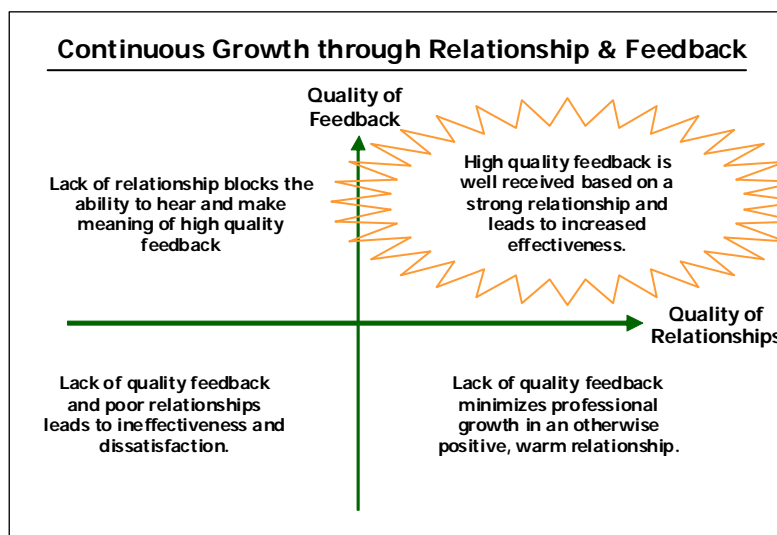 Continuous Growth through Relationship & Feedback
Quality of
Feedback
Lack of relationship blocks the
ability to hear and make
meaning of high quality
feedback
High quality feedback is
well received based on a
strong relationship and
leads to increased
effectiveness.
Quality of
Relationships
Lack of quality feedback
and poor relationships
leads to ineffectiveness and
dissatisfaction.
Lack of quality feedback
minimizes professional
growth in an otherwise
positive, warm relationship.